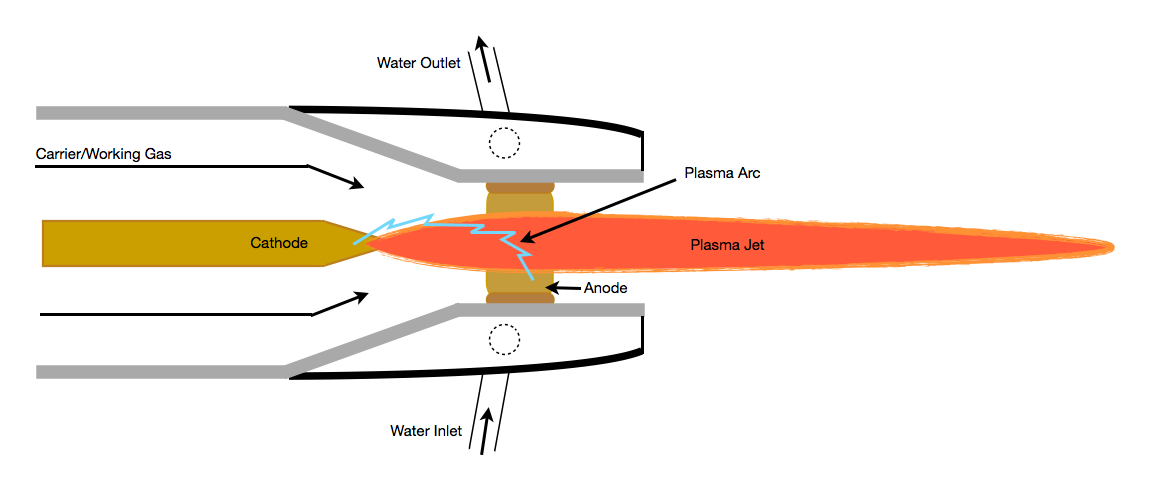 Water Outlet
Carrier/Working Gas
Plasma Arc
Cathode
Plasma Jet
Anode
Water Inlet